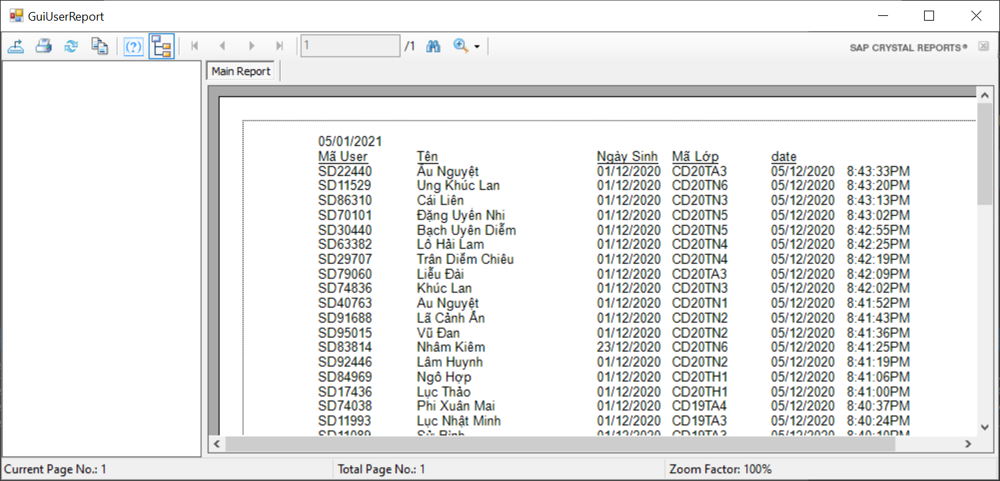 GuiUserReport
1 /1 SAP CRYSTAL REPORTS®
Main Report
05/01/2021
Mã User Tên Ngày Sinh Mã Lớp date
SD22440 Âu Nguyệt 01/12/2020 CD20TA3 05/12/2020 8:43:33PM
SD11529 Ung Khúc Lan 01/12/2020 CD20TN6 05/12/2020 8:43:20PM
SD86310 Cái Liên 01/12/2020 CD20TN3 05/12/2020 8:43:13PM
SD70101 Đặng Uyên Nhi 01/12/2020 CD20TN5 05/12/2020 8:43:02PM
SD30440 Bạch Uyên Diễm 01/12/2020 CD20TN5 05/12/2020 8:42:55PM
SD63382 Lô Hải Lam 01/12/2020 CD20TN4 05/12/2020 8:42:25PM
SD29707 Trân Diễm Chiêu 01/12/2020 CD20TN4 05/12/2020 8:42:19PM
SD79060 Liễu Đài 01/12/2020 CD20TA3 05/12/2020 8:42:09PM
SD74836 Khúc Lan 01/12/2020 CD20TN3 05/12/2020 8:42:02PM
SD40763 Au Nguyệt 01/12/2020 CD20TN1 05/12/2020 8:41:52PM
SD91688 Lã Cảnh Ấn 01/12/2020 CD20TN2 05/12/2020 8:41:43PM
SD95015 Vũ Đan 01/12/2020 CD20TN2 05/12/2020 8:41:36PM
SD83814 Nhâm Kiêm 23/12/2020 CD20TN6 05/12/2020 8:41:25PM
SD92446 Lâm Huynh 01/12/2020 CD20TN2 05/12/2020 8:41:19PM
SD84969 Ngô Hợp 01/12/2020 CD20TH1 05/12/2020 8:41:06PM
SD17436 Lục Thảo 01/12/2020 CD20TH1 05/12/2020 8:41:00PM
SD74038 Phi Xuân Mai 01/12/2020 CD19TA4 05/12/2020 8:40:37PM
SD11993 Lục Nhật Minh 01/12/2020 CD19TA3 05/12/2020 8:40:24PM
SD11089 01/12/2020 CD19TA3 05/12/2020 8:40:10PM
Current Page No.: 1 Total Page No.: 1 Zoom Factor: 100%